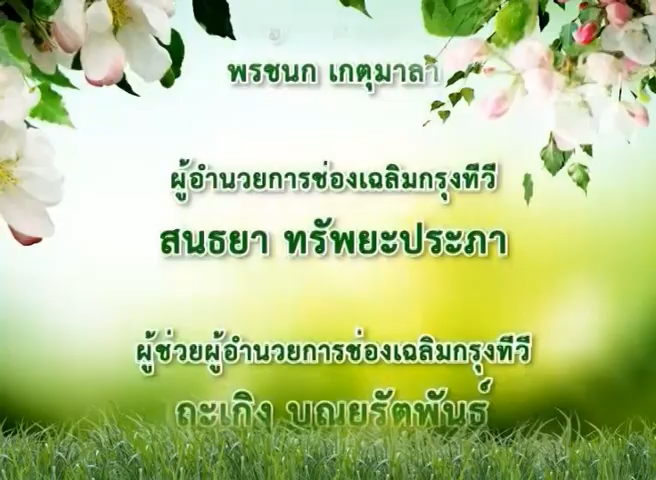 พรชนก เกตุมาลา
ผู้อำนวยการช่องเฉลิมกรุงทีวี
สนธยา ทรัพยะประภา
ผู้ช่วยผู้อำนวยการช่องเฉลิมกรุงทีวี
ถะเกิง บุณยรัตพันธุ์